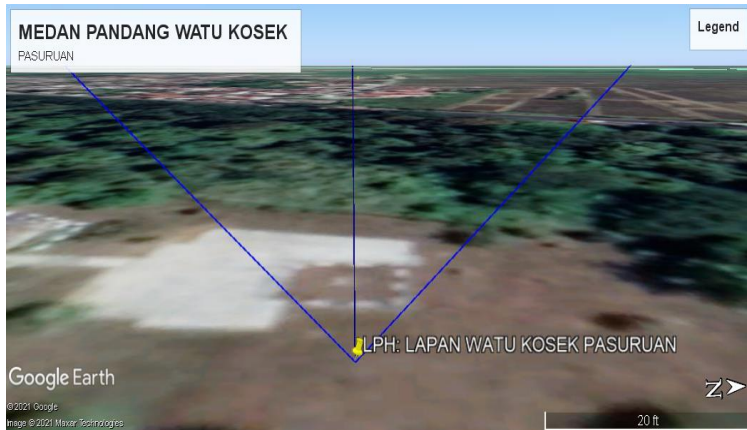 MEDAN PANDANG WATU KOSEK
PASURUAN
Legend
LPH: LAPAN WATU KOSEK PASURUAN
Google Earth
©2021 Google
Image © 2021 Maxar Technologies
20 ft
N